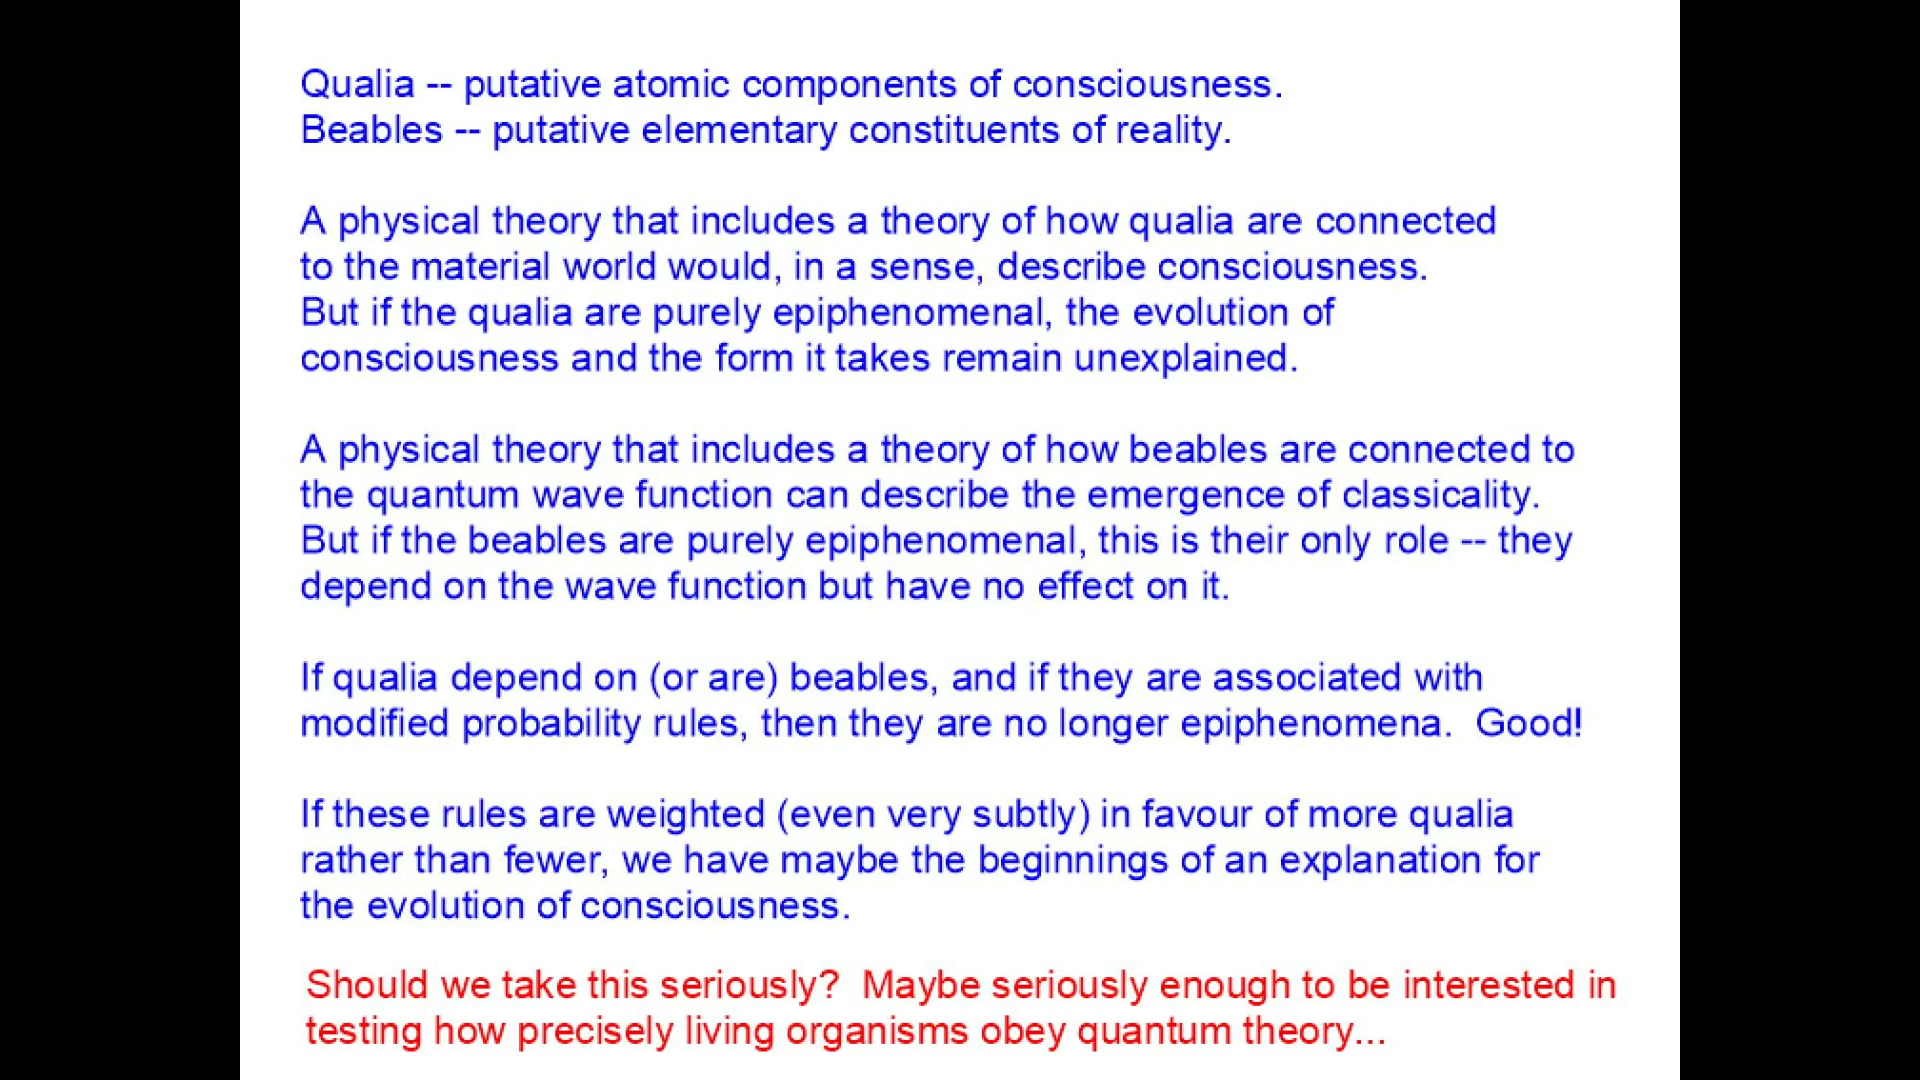 Qualia -- putative atomic components of consciousness.
Beables -- putative elementary constituents of reality.
A physical theory that includes a theory of how qualia are connected
to the material world would, in a sense, describe consciousness.
But if the qualia are purely epiphenomenal, the evolution of
consciousness and the form it takes remain unexplained.
A physical theory that includes a theory of how beables are connected to
the quantum wave function can describe the emergence of classicality.
But if the beables are purely epiphenomenal, this is their only role -- they
depend on the wave function but have no effect on it.
If qualia depend on (or are) beables, and if they are associated with
modified probability rules, then they are no longer epiphenomena.  Good!
If these rules are weighted (even very subtly) in favour of more qualia
rather than fewer, we have maybe the beginnings of an explanation for
the evolution of consciousness.
Should we take this seriously?  Maybe seriously enough to be interested in
testing how precisely living organisms obey quantum theory...